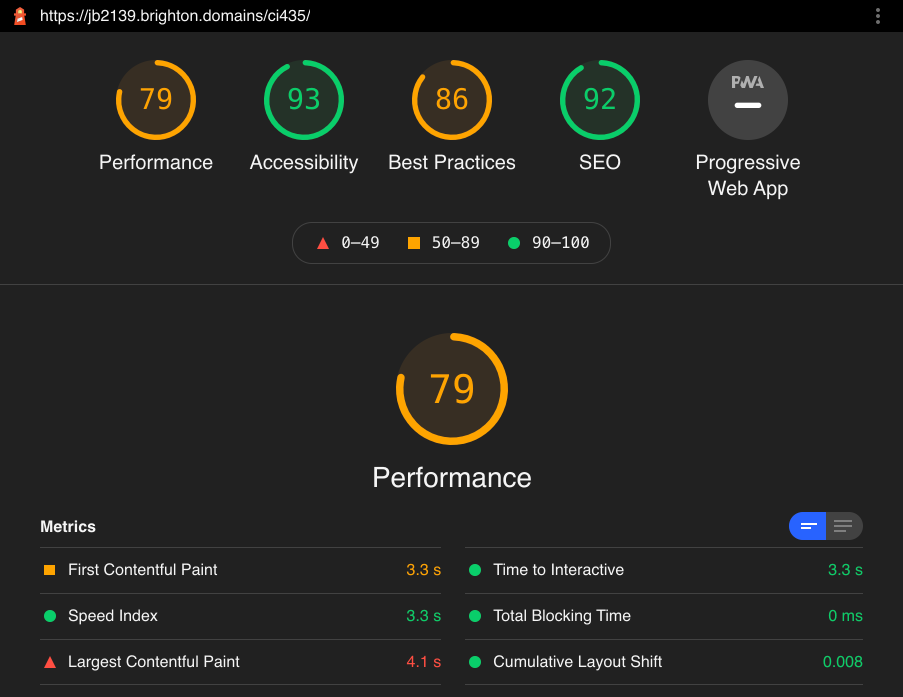 https://jb2139.brighton.domains/ci435/
79 93 86 92 PWA
Performance Accessibility Best Practices SEO Progressive
Web App
0–49 50–89 90–100
79
Performance
Metrics
First Contentful Paint 3.3 s Time to Interactive 3.3 s
Speed Index 3.3 s Total Blocking Time 0 ms
Largest Contentful Paint 4.1 s Cumulative Layout Shift 0.008